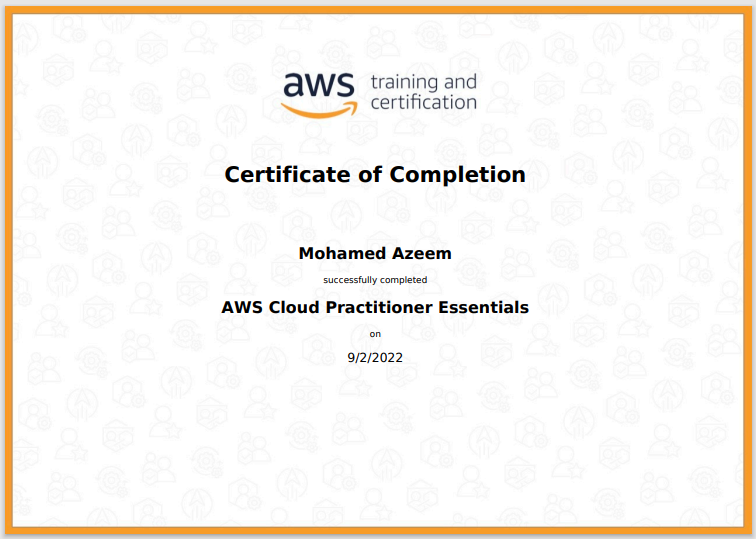 aws training and
certification
Certificate of Completion
Mohamed Azeem
successfully completed
AWS Cloud Practitioner Essentials
on
9/2/2022